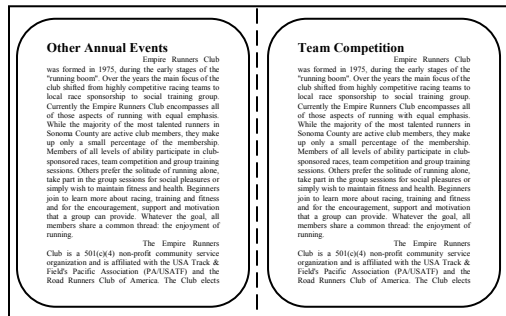 Other Annual Events
Empire Runners Club
was formed in 1975, during the early stages of the
"running boom". Over the years the main focus of the
club shifted from highly competitive racing teams to
local race sponsorship to social training group.
Currently the Empire Runners Club encompasses all
of those aspects of running with equal emphasis.
While the majority of the most talented runners in
Sonoma County are active club members, they make
up only a small percentage of the membership.
Members of all levels of ability participate in club-
sponsored races, team competition and group training
sessions. Others prefer the solitude of running alone,
take part in the group sessions for social pleasures or
simply wish to maintain fitness and health. Beginners
join to learn more about racing, training and fitness
and for the encouragement, support and motivation
that a group can provide. Whatever the goal, all
members share a common thread: the enjoyment of
running.
The Empire Runners
Club is a 501(c)(4) non-profit community service
organization and is affiliated with the USA Track &
Field's Pacific Association (PA/USATF) and the
Road Runners Club of America. The Club elects
Team Competition
Empire Runners Club
was formed in 1975, during the early stages of the
"running boom". Over the years the main focus of the
club shifted from highly competitive racing teams to
local race sponsorship to social training group.
Currently the Empire Runners Club encompasses all
of those aspects of running with equal emphasis.
While the majority of the most talented runners in
Sonoma County are active club members, they make
up only a small percentage of the membership.
Members of all levels of ability participate in club-
sponsored races, team competition and group training
sessions. Others prefer the solitude of running alone,
take part in the group sessions for social pleasures or
simply wish to maintain fitness and health. Beginners
join to learn more about racing, training and fitness
and for the encouragement, support and motivation
that a group can provide. Whatever the goal, all
members share a common thread: the enjoyment of
running.
The Empire Runners
Club is a 501(c)(4) non-profit community service
organization and is affiliated with the USA Track &
Field's Pacific Association (PA/USATF) and the
Road Runners Club of America. The Club elects